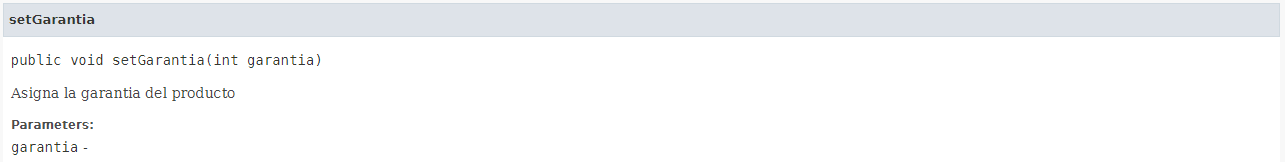 setGarantia
public void setGarantia(int garantia)
Asigna la garantia del producto
Parameters:
garantia -